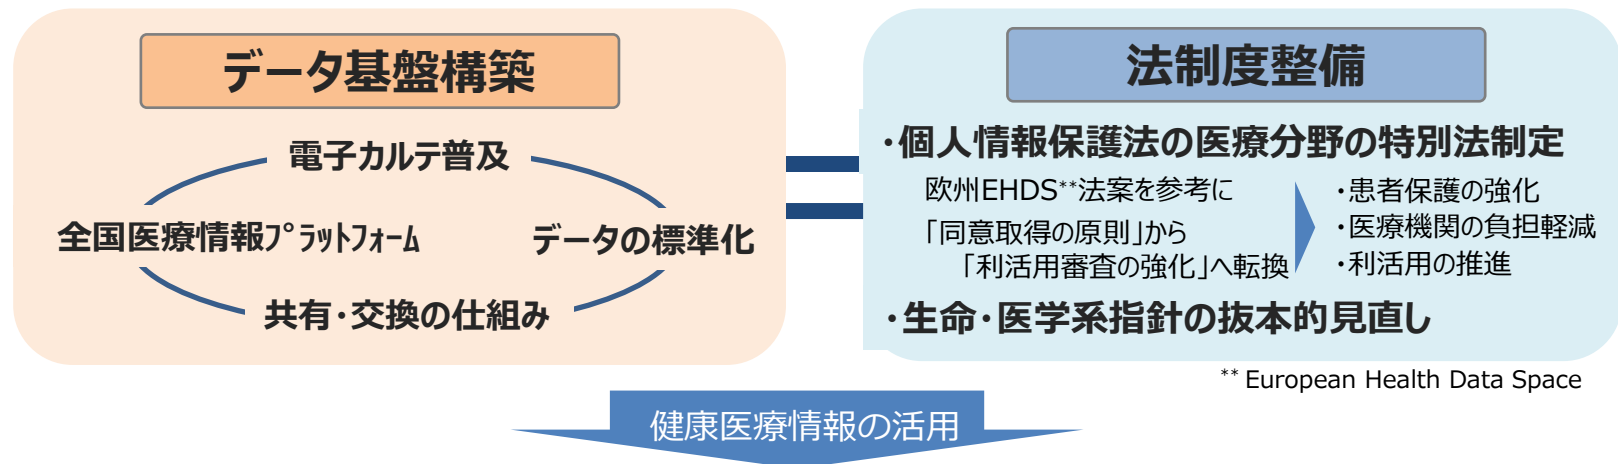 データ基盤構築
電子カルテ普及
全国医療情報ﾌﾟﾗｯﾄﾌｫｰﾑ
データの標準化
共有・交換の仕組み
法制度整備
・個人情報保護法の医療分野の特別法制定
欧州EHDS**法案を参考に
「同意取得の原則」から
「利活用審査の強化」へ転換
・患者保護の強化
・医療機関の負担軽減
・利活用の推進
・生命・医学系指針の抜本的見直し
** European Health Data Space
健康医療情報の活用